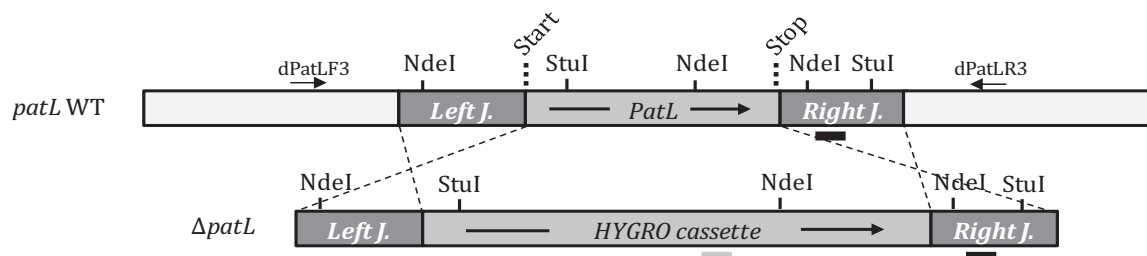 Start
Stop
dPatLF3
NdeI
StuI
NdeI
NdeI
StuI
dPatLR3
patL WT
Left J.
PatL
Right J.
NdeI
StuI
NdeI
NdeI
StuI
ΔpatL
Left J.
HYGRO cassette
Right J.